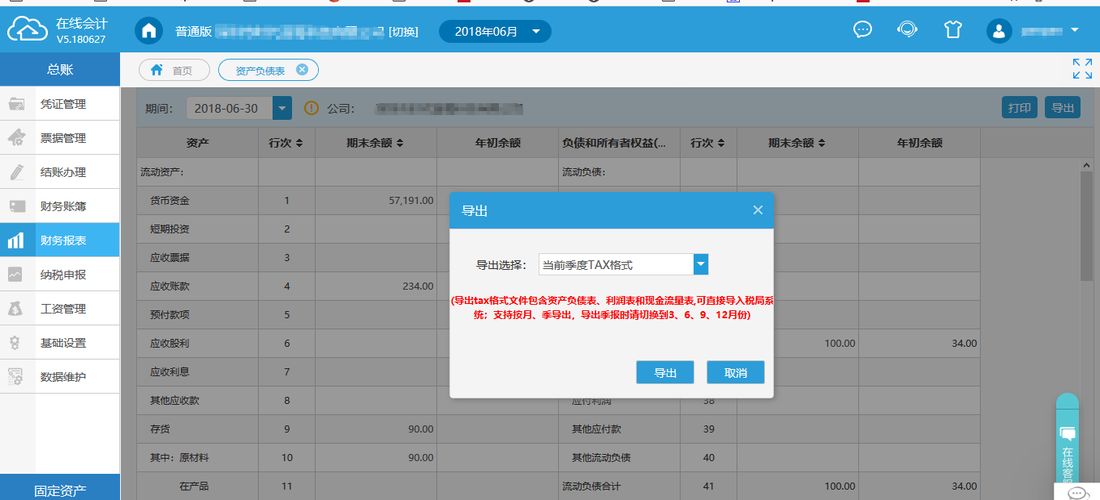 在线会计
V5.180627
普通版
[切换]
2018年06月
总账
首页
资产负债表
凭证管理
票据管理
结账办理
财务账簿
财务报表
纳税申报
工资管理
基础设置
数据维护
固定资产
期间：
2018-06-30
公司：
打印
导出
资产 行次 期末余额 年初余额 负债和所有者权益(... 行次 期末余额 年初余额
流动资产： 流动负债：
货币资金 1 57,191.00
短期投资 2
应收票据 3
应收账款 4 234.00
预付款项 5
应收股利 6 100.00 34.00
应收利息 7
其他应收款 8 应付利润 38
存货 9 90.00 其他应付款 39
其中：原材料 10 90.00 其他流动负债 40
在产品 11 流动负债合计 41 100.00 34.00
导出
导出选择：
当前季度TAX格式
(导出tax格式文件包含资产负债表、利润表和现金流量表,可直接导入税局系
统；支持按月、季导出，导出季报时请切换到3、6、9、12月份)
导出
取消
在线客服